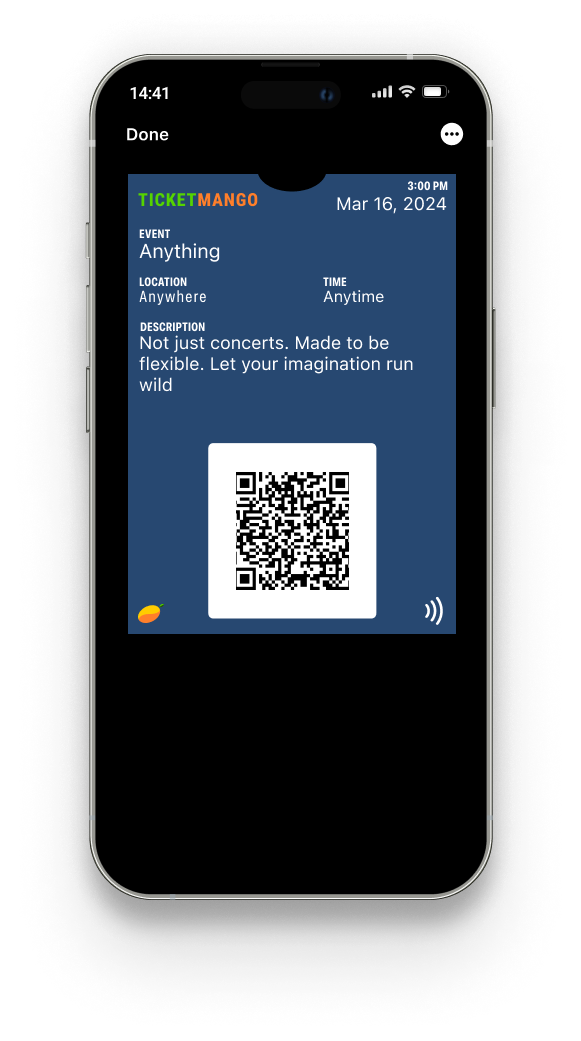 14:41
Done
3:00 PM
TICKETMANGO
Mar 16, 2024
EVENT
Anything
LOCATION
TIME
Anywhere
Anytime
DESCRIPTION
Not just concerts. Made to be
flexible. Let your imagination run
wild